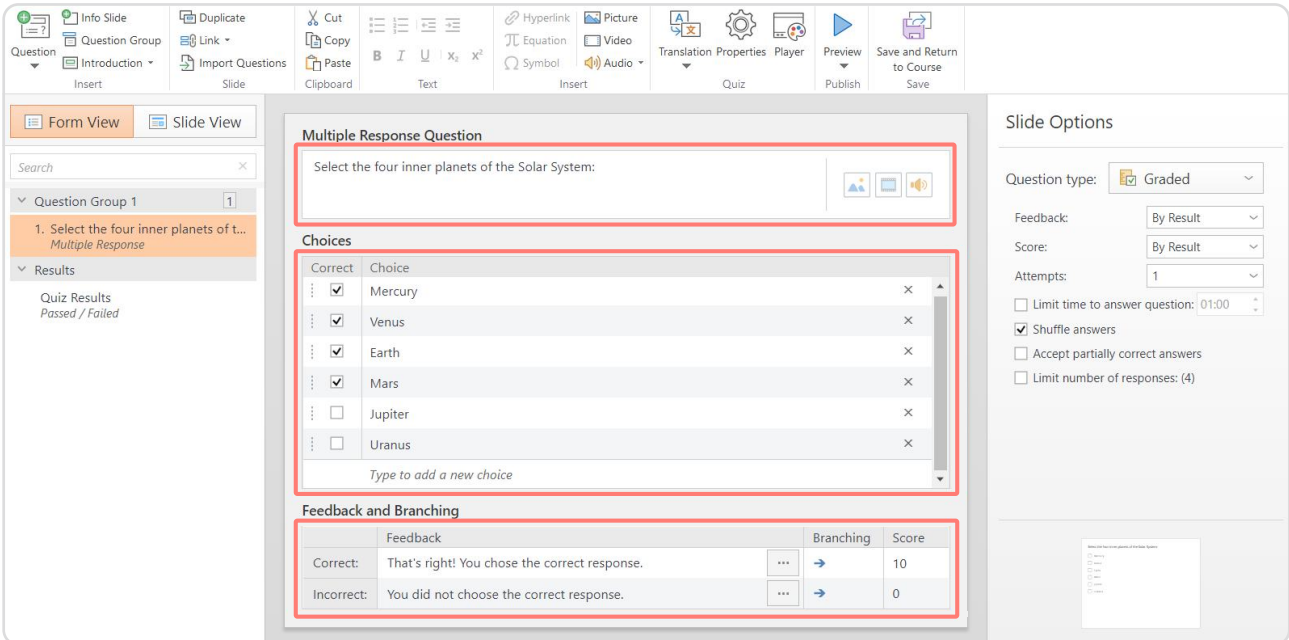 Question
Info Slide
Question Group
Introduction
Insert
Duplicate
Link
Import Questions
Slide
Cut
Copy
Paste
Clipboard
B I U X₂ X²
Text
Hyperlink
Equation
Symbol
Picture
Video
Audio
Insert
Translation
Properties
Player
Quiz
Preview
Publish
Save and Return
to Course
Save
Form View
Slide View
Search
Question Group 1
1
1. Select the four inner planets of t...
Multiple Response
Results
Quiz Results
Passed / Failed
Multiple Response Question
Select the four inner planets of the Solar System:
Choices
Correct Choice
Mercury
Venus
Earth
Mars
Jupiter
Uranus
Type to add a new choice
Feedback and Branching
Feedback Branching Score
Correct: That's right! You chose the correct response. ... 10
Incorrect: You did not choose the correct response. ... 0
Slide Options
Question type: Graded
Feedback: By Result
Score: By Result
Attempts: 1
Limit time to answer question: 01:00
Shuffle answers
Accept partially correct answers
Limit number of responses: (4)